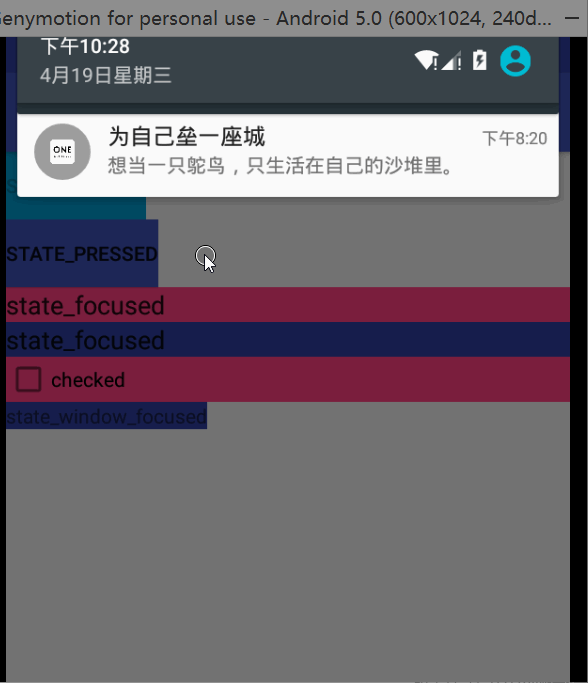 Genymotion for personal use - Android 5.0 (600x1024, 240d...
下午10:28
4月19日星期三
ONE
为自己垒一座城
下午8:20
想当一只鸵鸟，只生活在自己的沙堆里。
STATE_PRESSED
state_focused
state_focused
checked
state_window_focused